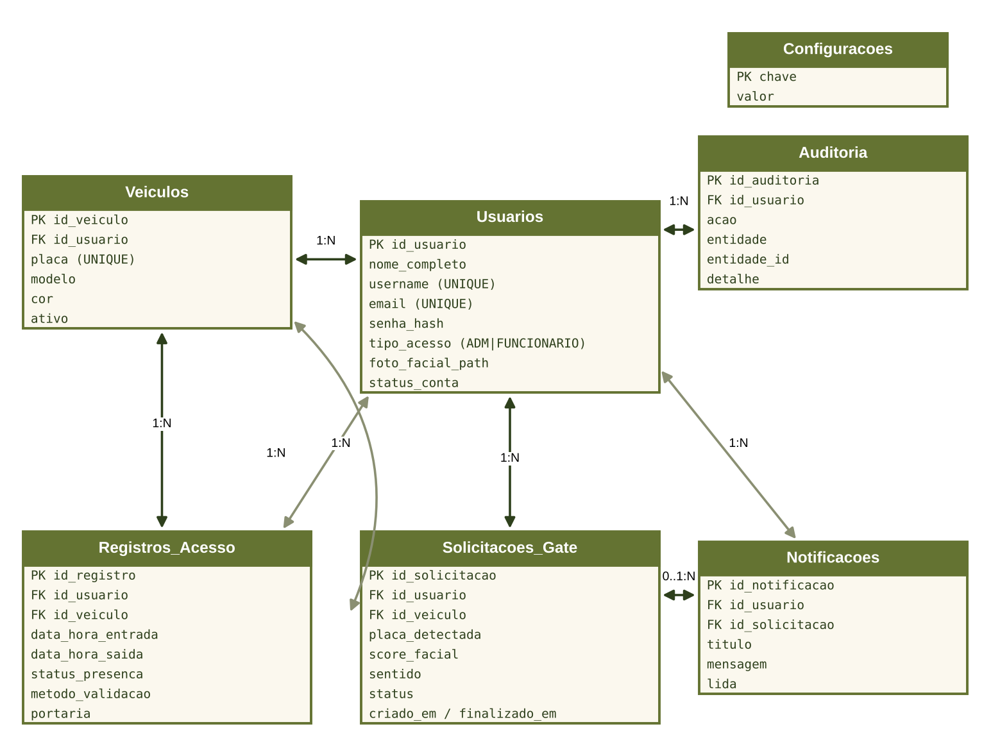 Configuracoes
PK chave
valor
Auditoria
PK id_auditoria
FK id_usuario
acao
entidade
entidade_id
detalhe
1:N
Veiculos
PK id_veiculo
FK id_usuario
placa (UNIQUE)
modelo
cor
ativo
1:N
Usuarios
PK id_usuario
nome_completo
username (UNIQUE)
email (UNIQUE)
senha_hash
tipo_acesso (ADM|FUNCIONARIO)
foto_facial_path
status_conta
1:N
1:N
1:N
1:N
1:N
Registros_Acesso
PK id_registro
FK id_usuario
FK id_veiculo
data_hora_entrada
data_hora_saida
status_presenca
metodo_validacao
portaria
Solicitacoes_Gate
PK id_solicitacao
FK id_usuario
FK id_veiculo
placa_detectada
score_facial
sentido
status
criado_em / finalizado_em
0..1:N
Notificacoes
PK id_notificacao
FK id_usuario
FK id_solicitacao
titulo
mensagem
lida